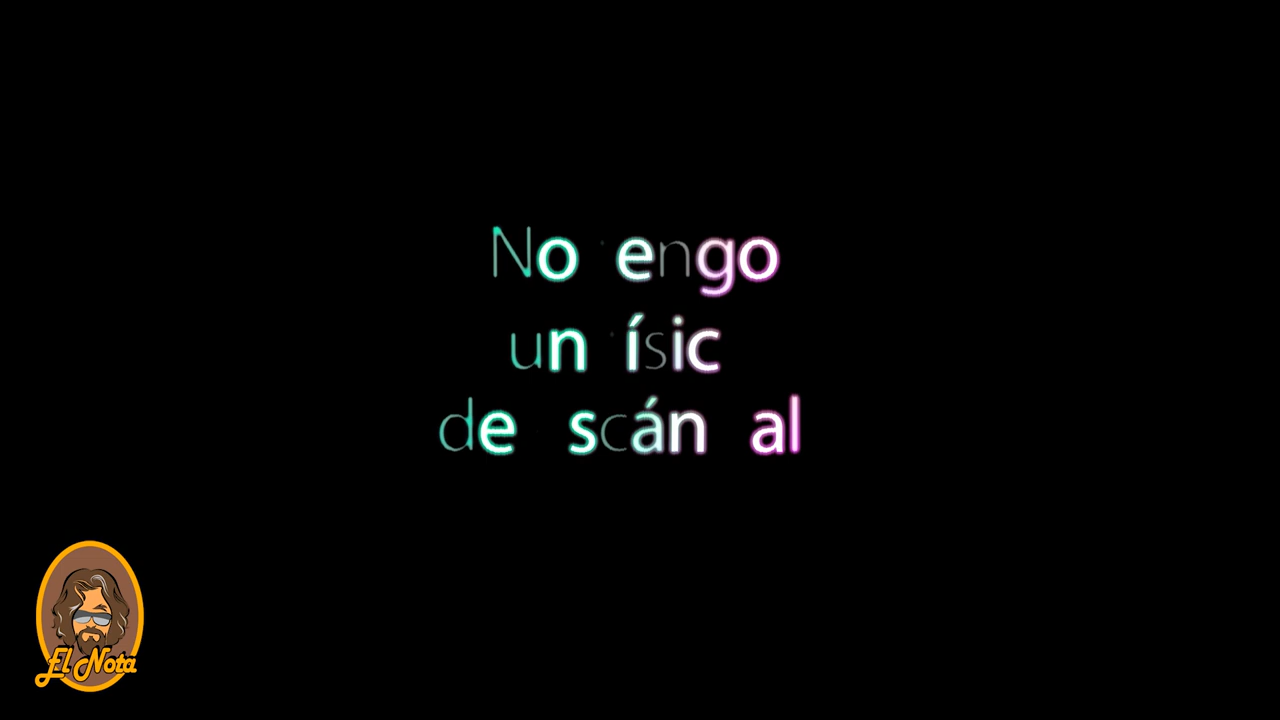 No engo
un ísic
de scán al
El Nota